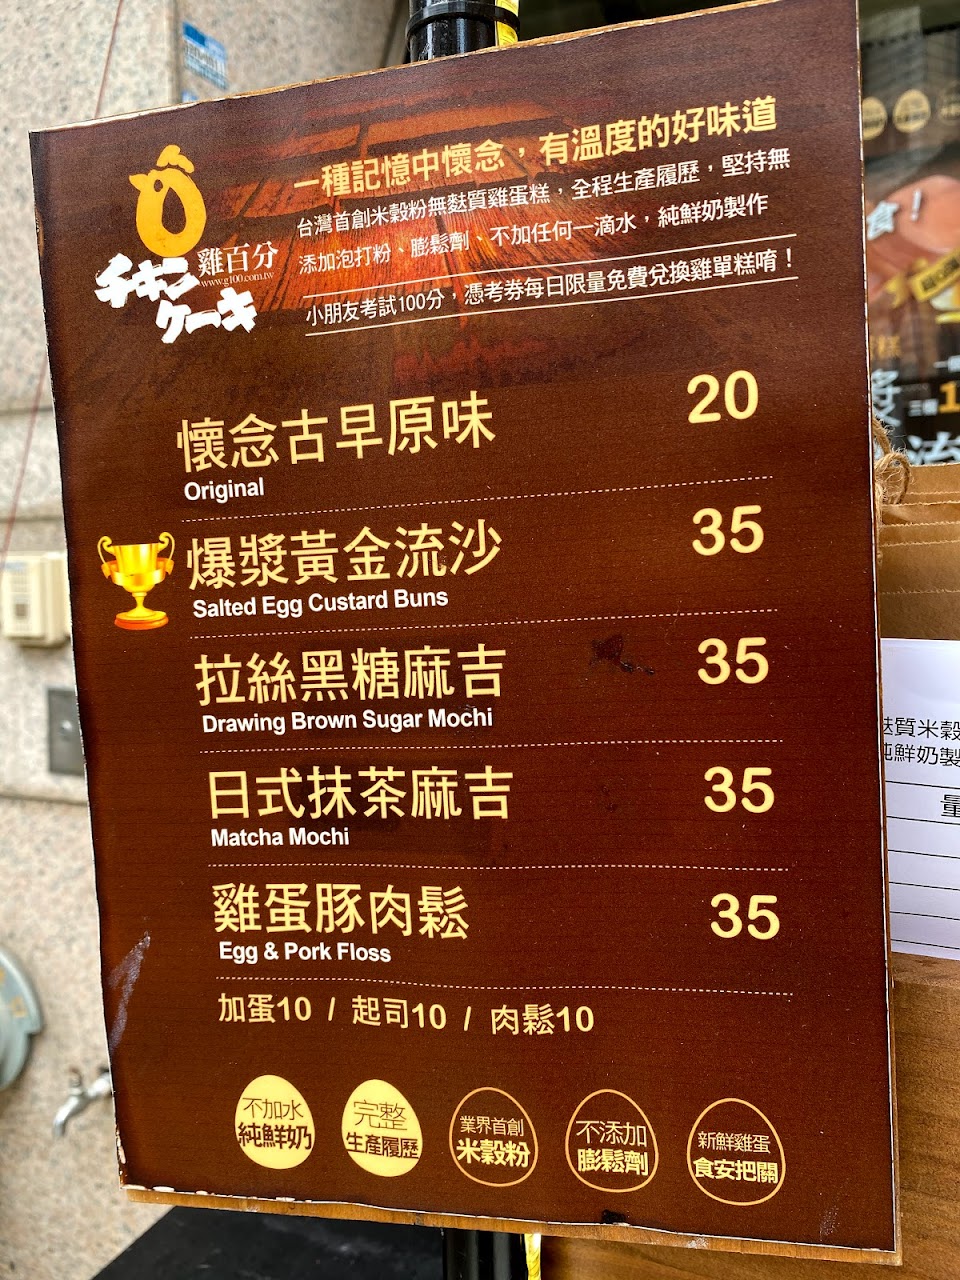 一種記憶中懷念，有溫度的好味道
台灣首創米穀粉無麩質雞蛋糕，全程生產履歷，堅持無
添加泡打粉、膨鬆劑、不加任何一滴水，純鮮奶製作
小朋友考試100分，憑考券每日限量免費兌換雞單糕唷！
雞百分
www.g100.com.tw
チキン
ケーキ
懷念古早原味 20
Original
爆漿黃金流沙 35
Salted Egg Custard Buns
拉絲黑糖麻吉 35
Drawing Brown Sugar Mochi
日式抹茶麻吉 35
Matcha Mochi
雞蛋豚肉鬆 35
Egg & Pork Floss
加蛋10 / 起司10 / 肉鬆10
不加水
純鮮奶
完整
生產履歷
業界首創
米穀粉
不添加
膨鬆劑
新鮮雞蛋
食安把關
食！
質米穀
鮮奶製
量